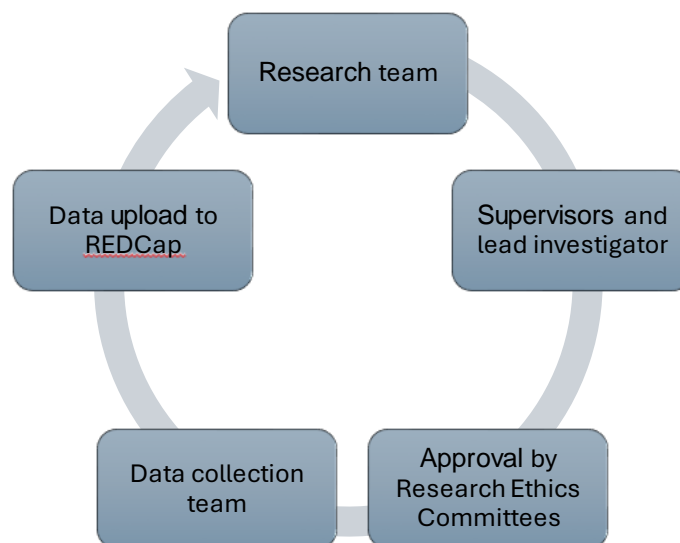 Research team
Supervisors and
lead investigator
Approval by
Research Ethics
Committees
Data collection
team
Data upload to
REDCap